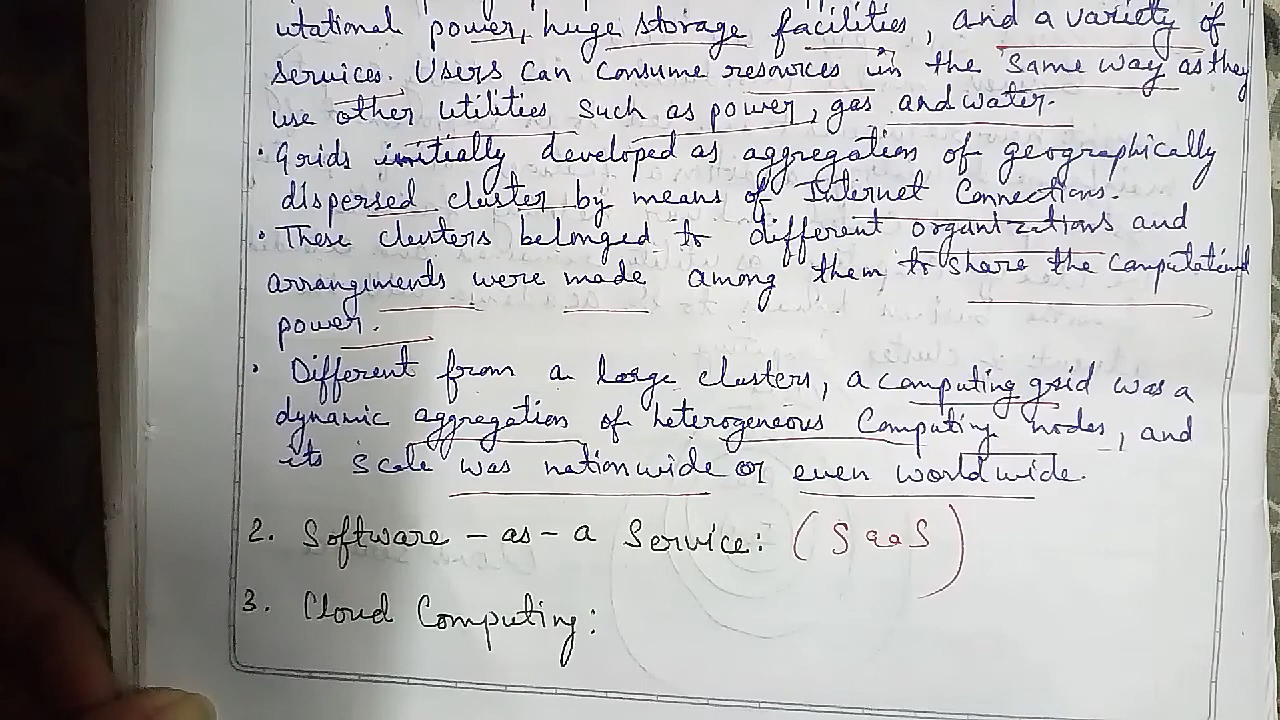 utational power, huge storage facilities, and a variety of
services. Users can consume resources in the same way as they
use other utilities such as power, gas and water.
• Grids initially developed as aggregation of geographically
dispersed cluster by means of Internet Connections.
• These clusters belonged to different organizations and
arrangements were made among them to share the computational
power.
• Different from a large clusters, a computing grid was a
dynamic aggregation of heterogeneous Computing nodes, and
its scale was nationwide or even worldwide.
2. Software - as - a Service: (SaaS)
3. Cloud Computing: